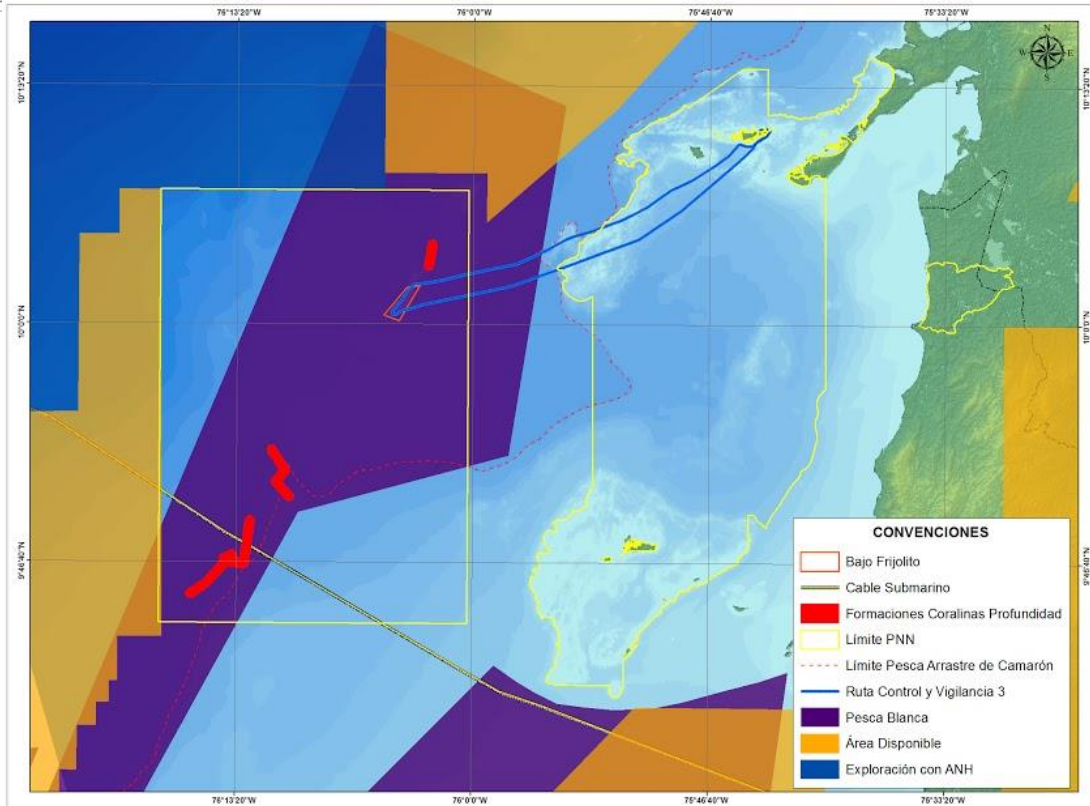 76°13'20"W 76°0'0"W 75°46'40"W 75°33'20"W
N
W E
S
10°13'20"N 10°13'20"N
10°0'0"N 10°0'0"N
9°46'40"N
CONVENCIONES
Bajo Frijolito
Cable Submarino
Formaciones Coralinas Profundidad
Límite PNN
Límite Pesca Arrastre de Camarón
Ruta Control y Vigilancia 3
Pesca Blanca
Área Disponible
Exploración con ANH
76°13'20"W 76°0'0"W 75°46'40"W 75°33'20"W